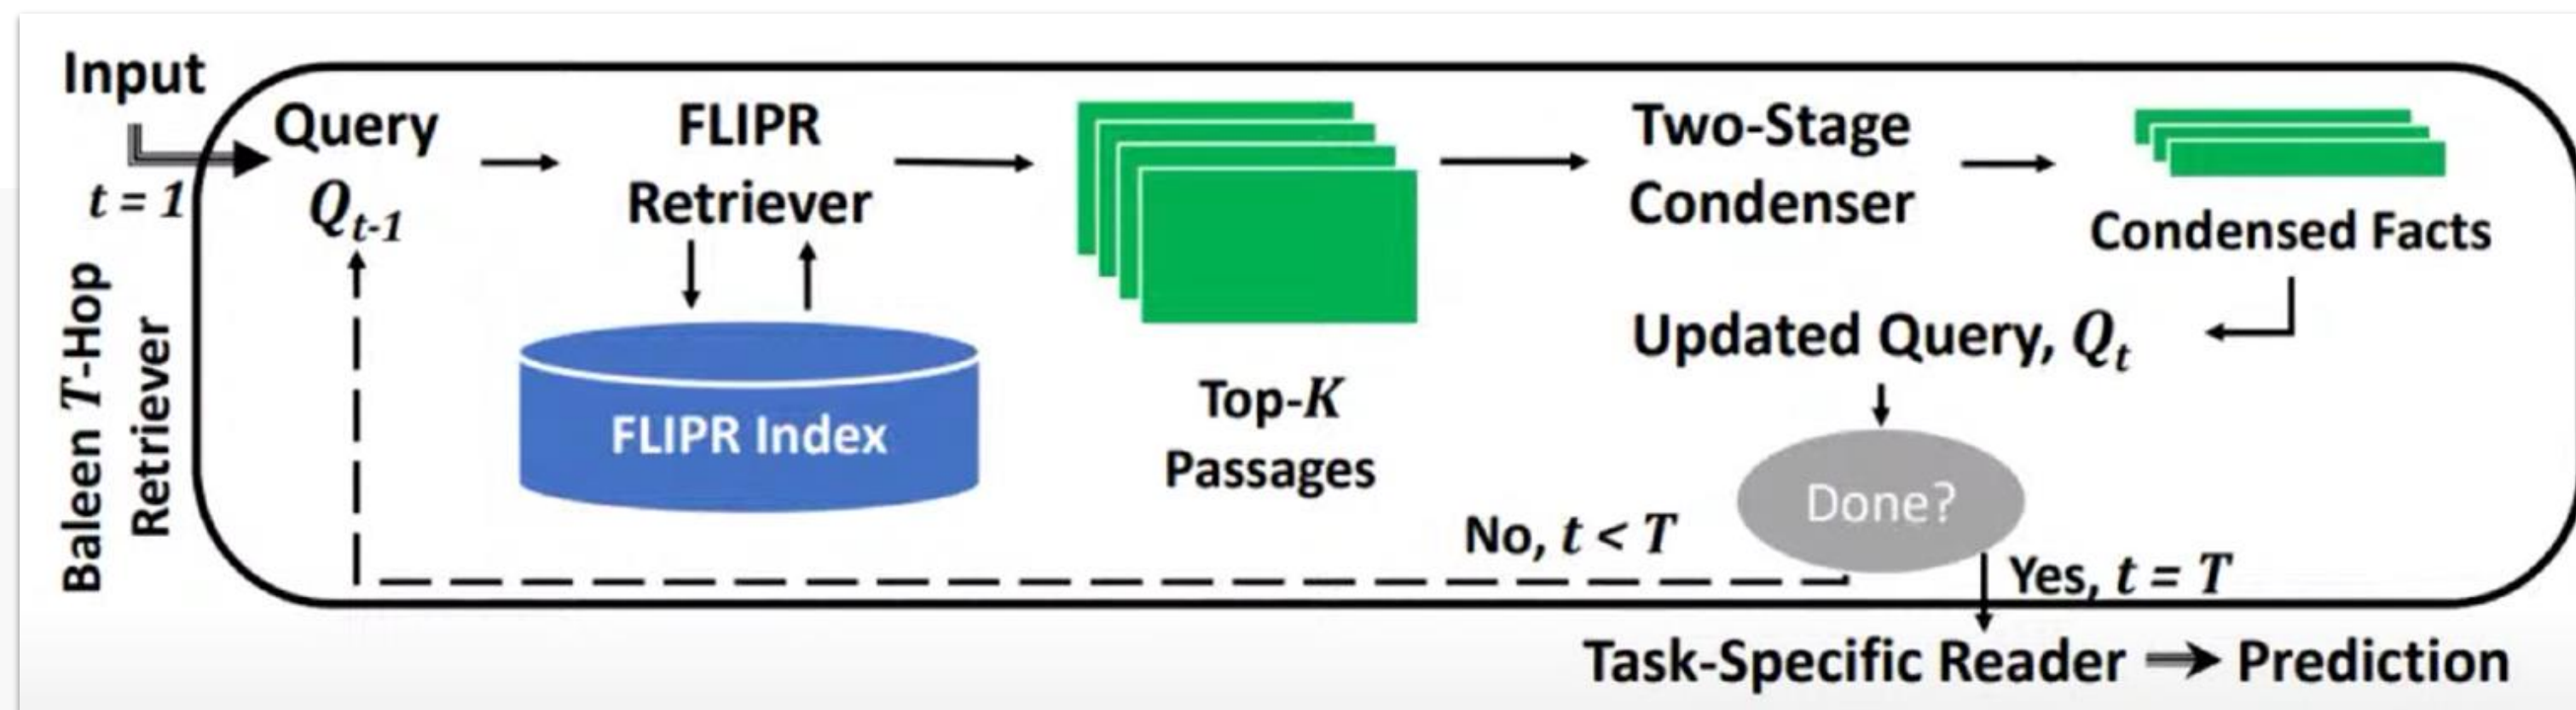 Input
t = 1
Baleen T-Hop
Retriever
Query
Q_{t-1}
FLIPR
Retriever
FLIPR Index
Top-K
Passages
Two-Stage
Condenser
Condensed Facts
Updated Query, Q_t
Done?
No, t < T
Yes, t = T
Task-Specific Reader
Prediction